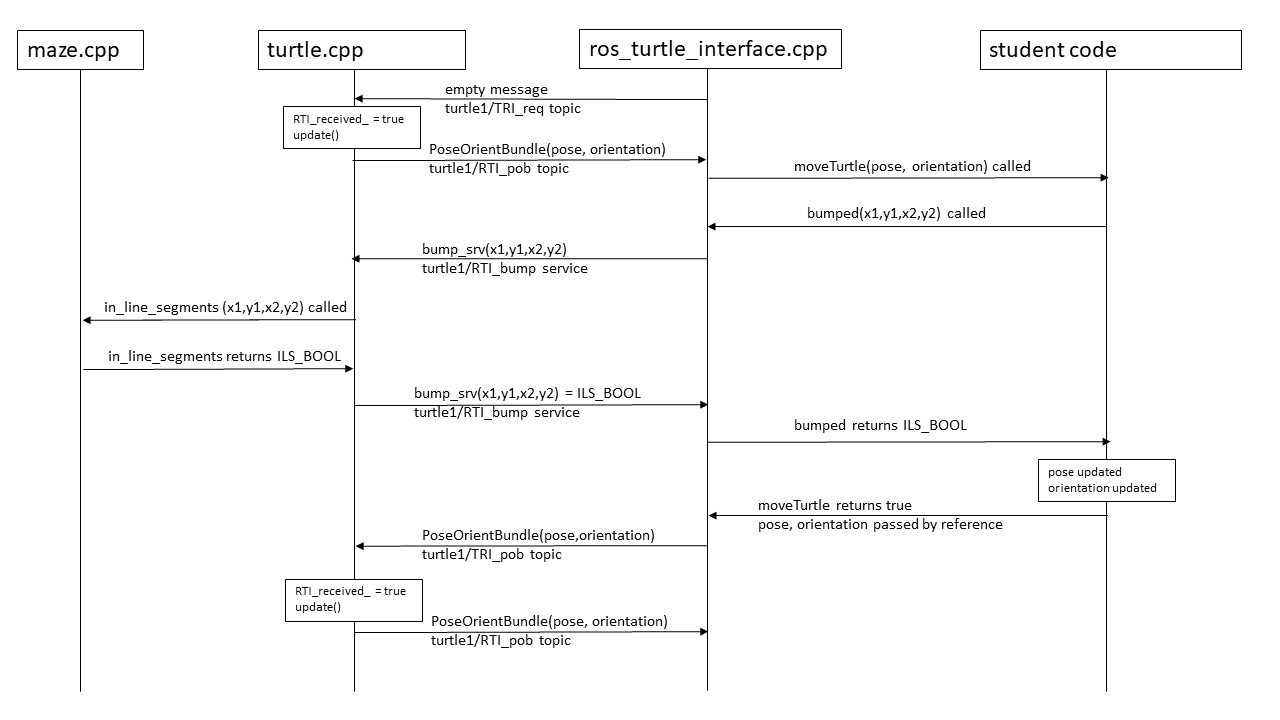 maze.cpp
turtle.cpp
ros_turtle_interface.cpp
student code
empty message
turtle1/TRI_req topic
RTI_received_ = true
update()
PoseOrientBundle(pose, orientation)
turtle1/RTI_pob topic
moveTurtle(pose, orientation) called
bumped(x1,y1,x2,y2) called
bump_srv(x1,y1,x2,y2)
turtle1/RTI_bump service
in_line_segments (x1,y1,x2,y2) called
in_line_segments returns ILS_BOOL
bump_srv(x1,y1,x2,y2) = ILS_BOOL
turtle1/RTI_bump service
bumped returns ILS_BOOL
pose updated
orientation updated
moveTurtle returns true
pose, orientation passed by reference
PoseOrientBundle(pose,orientation)
turtle1/TRI_pob topic
RTI_received_ = true
update()
PoseOrientBundle(pose, orientation)
turtle1/RTI_pob topic